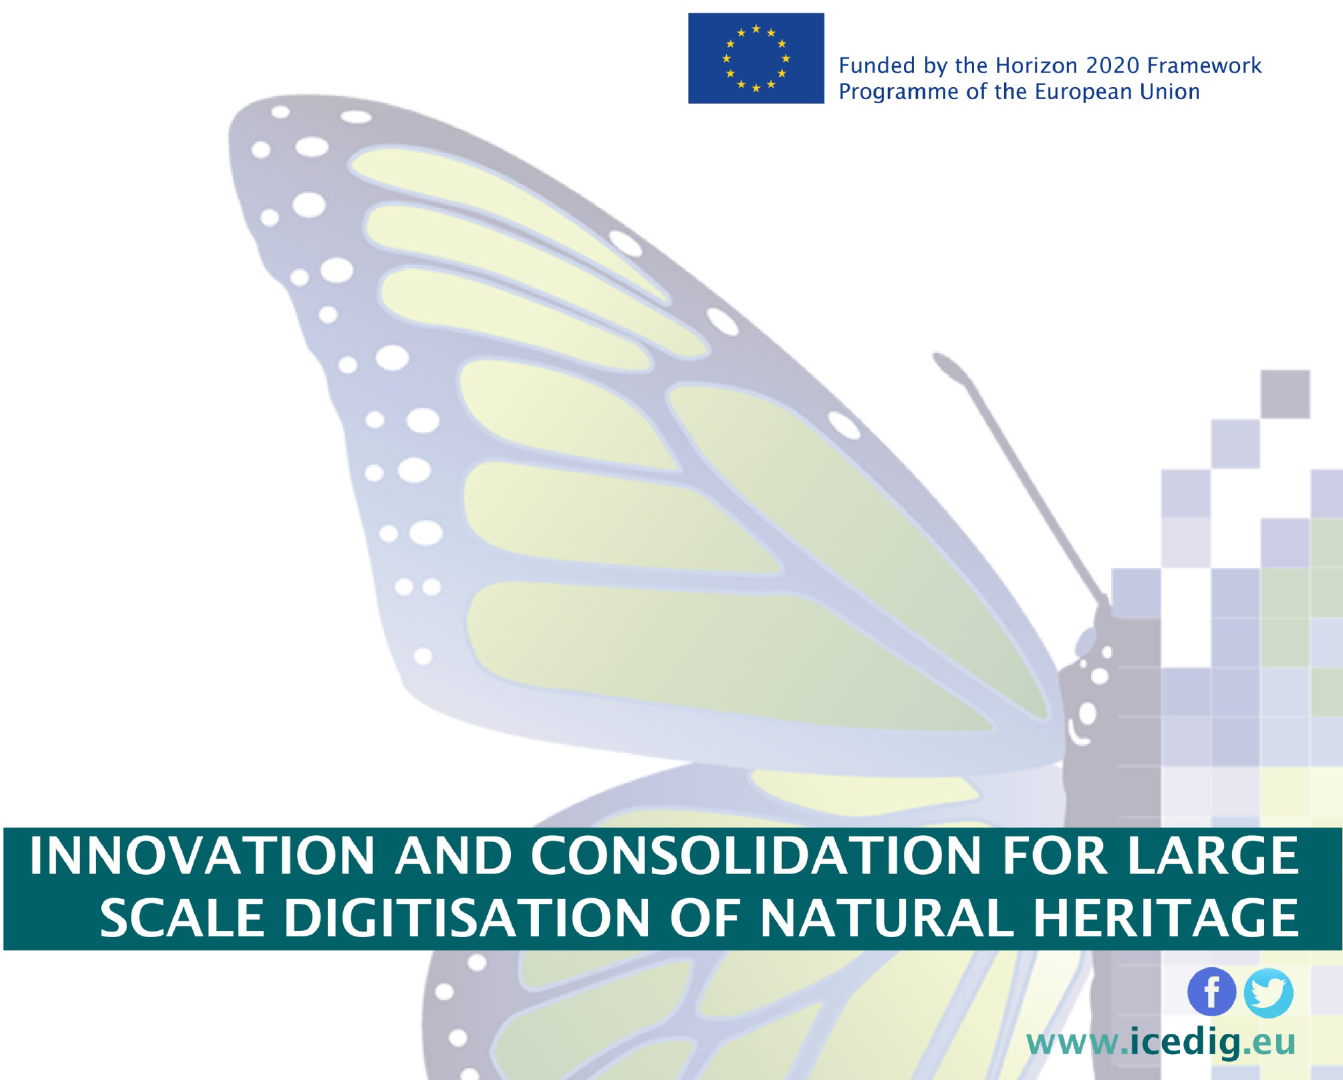 Funded by the Horizon 2020 Framework
Programme of the European Union
INNOVATION AND CONSOLIDATION FOR LARGE
SCALE DIGITISATION OF NATURAL HERITAGE
f
www.icedig.eu